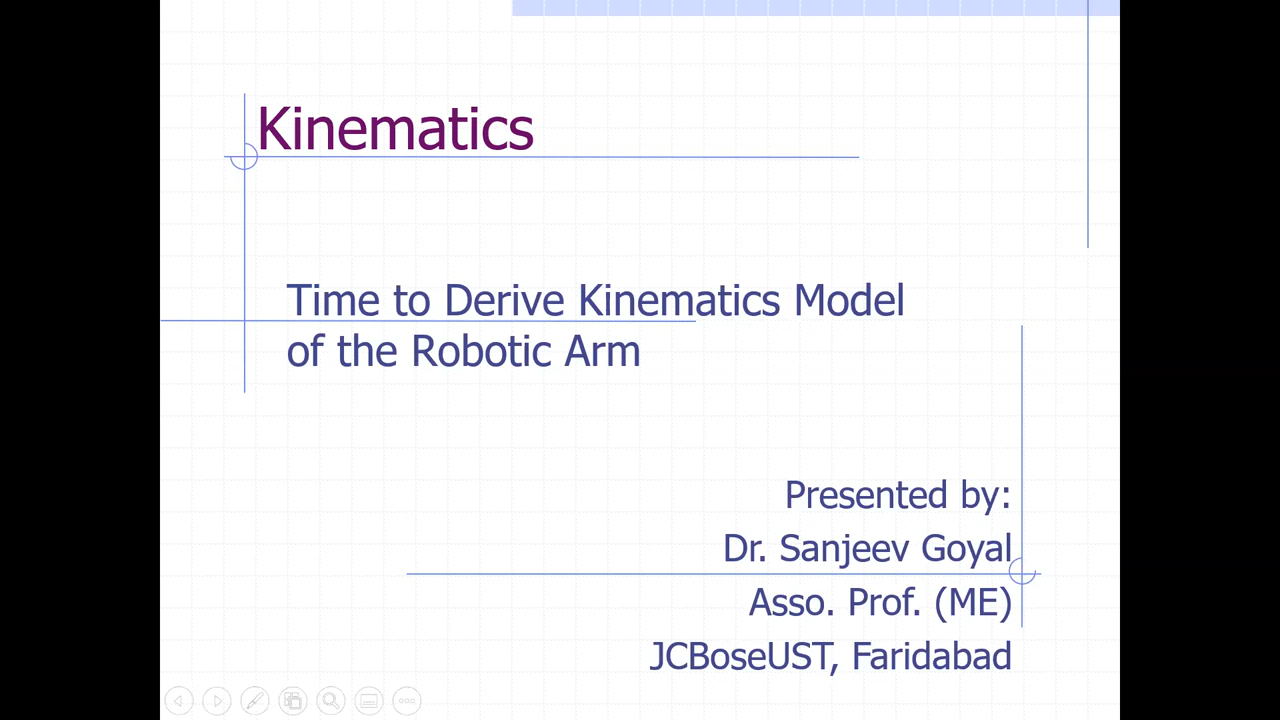 Kinematics
Time to Derive Kinematics Model
of the Robotic Arm
Presented by:
Dr. Sanjeev Goyal
Asso. Prof. (ME)
JCBoseUST, Faridabad